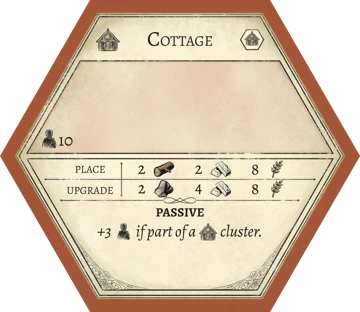 COTTAGE
10
PLACE 2 2 8
UPGRADE 2 4 8
PASSIVE
+3 if part of a cluster.